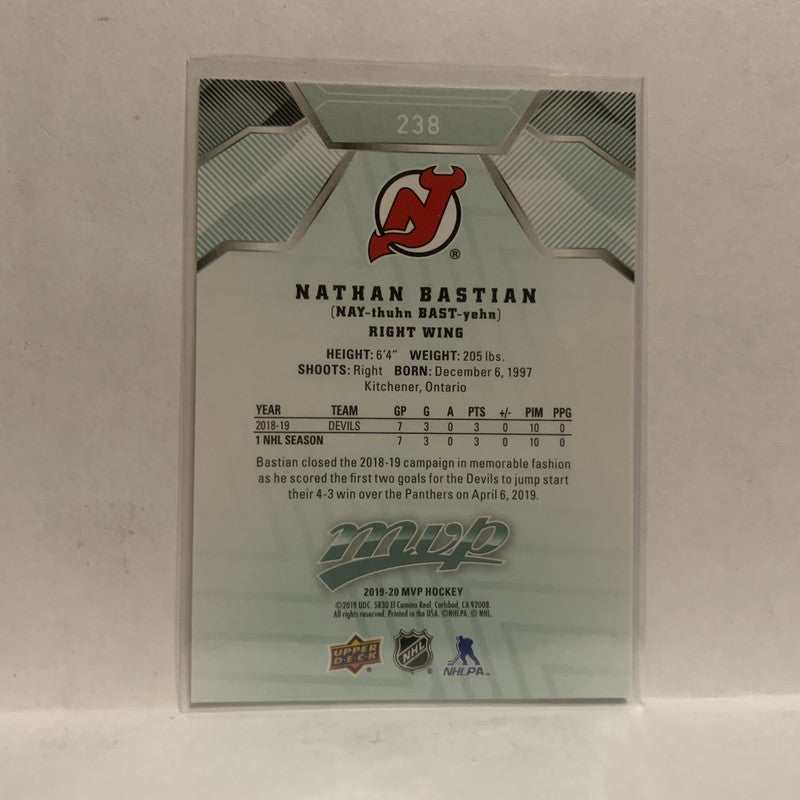 238
NJ
®
NATHAN BASTIAN
(NAY-thuhn BAST-yehn)
RIGHT WING
HEIGHT: 6'4" WEIGHT: 205 lbs.
SHOOTS: Right BORN: December 6, 1997
Kitchener, Ontario
YEAR TEAM GP G A PTS +/- PIM PPG
2018-19 DEVILS 7 3 0 3 0 10 0
1 NHL SEASON 7 3 0 3 0 10 0
Bastian closed the 2018-19 campaign in memorable fashion
as he scored the first two goals for the Devils to jump start
their 4-3 win over the Panthers on April 6, 2019.
mvp
2019-20 MVP HOCKEY
©2019 UDC. 5830 El Camino Real, Carlsbad, CA 92008.
All rights reserved. Printed in the USA. ©NHLPA. © NHL.
UPPER DECK® NHL® NHLPA™